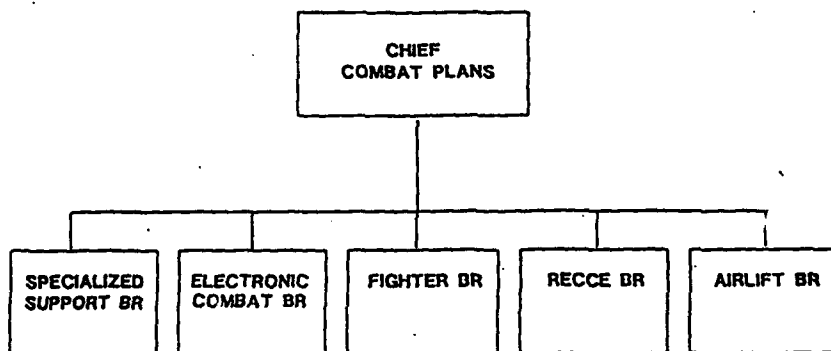 CHIEF
COMBAT PLANS
SPECIALIZED
SUPPORT BR
ELECTRONIC
COMBAT BR
FIGHTER BR
RECCE BR
AIRLIFT BR